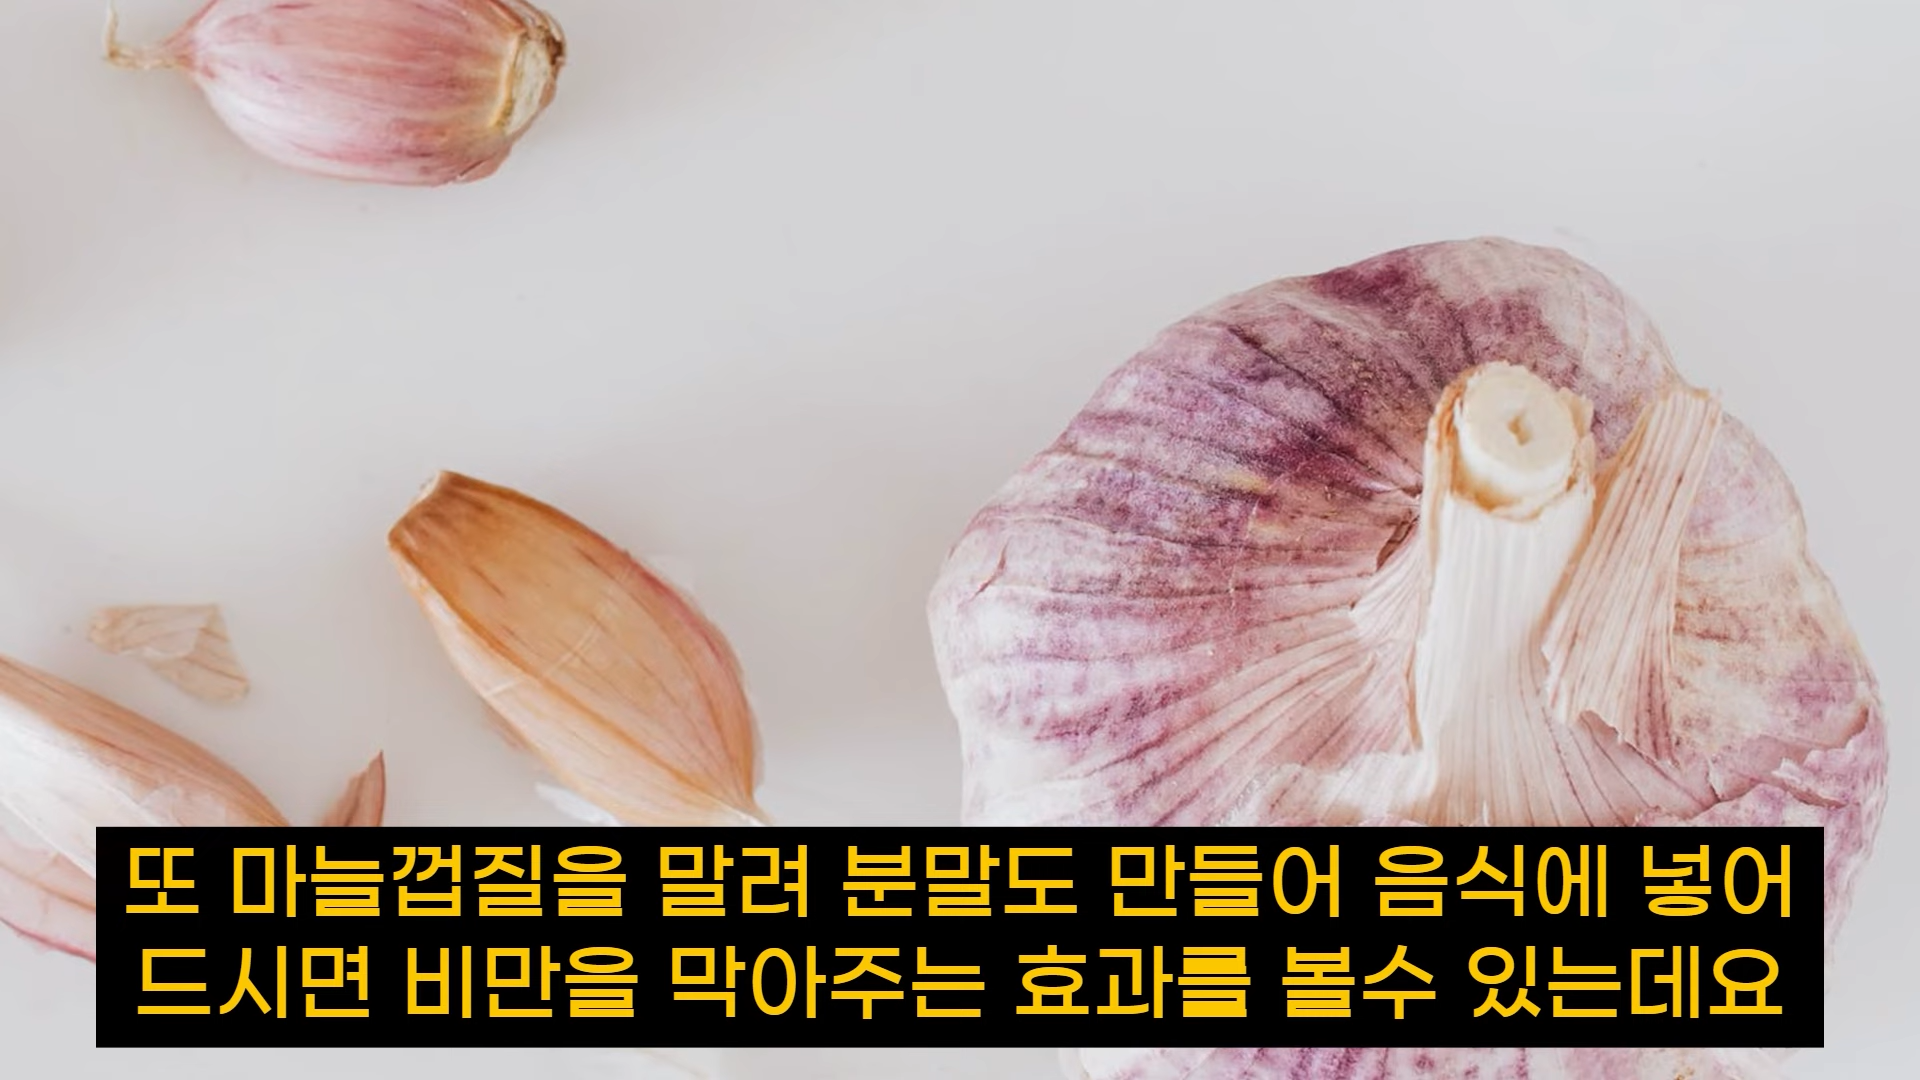 또 마늘껍질을 말려 분말도 만들어 음식에 넣어
드시면 비만을 막아주는 효과를 볼수 있는데요